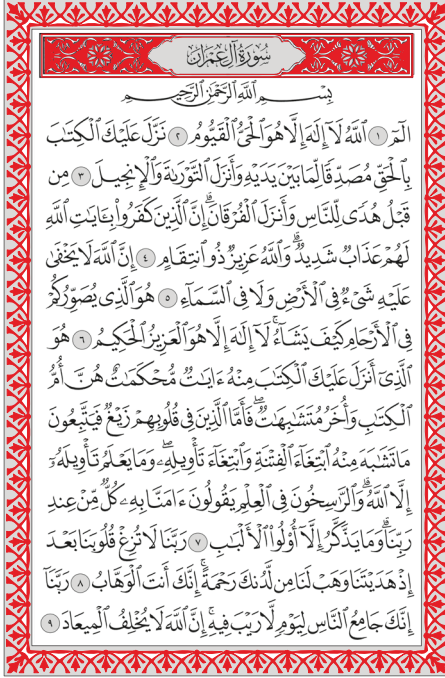 سُورَةُ آلِ عِمْرَان
بِسْمِ ٱللَّهِ ٱلرَّحْمَٰنِ ٱلرَّحِيمِ
الٓمٓ ١ ٱللَّهُ لَآ إِلَٰهَ إِلَّا هُوَ ٱلْحَىُّ ٱلْقَيُّومُ ٢ نَزَّلَ عَلَيْكَ ٱلْكِتَٰبَ
بِٱلْحَقِّ مُصَدِّقًا لِّمَا بَيْنَ يَدَيْهِ وَأَنزَلَ ٱلتَّوْرَىٰةَ وَٱلْإِنجِيلَ ٣ مِن
قَبْلُ هُدًى لِّلنَّاسِ وَأَنزَلَ ٱلْفُرْقَانَ ۗ إِنَّ ٱلَّذِينَ كَفَرُوا۟ بِـَٔايَٰتِ ٱللَّهِ
لَهُمْ عَذَابٌ شَدِيدٌ ۗ وَٱللَّهُ عَزِيزٌ ذُو ٱنتِقَامٍ ٤ إِنَّ ٱللَّهَ لَا يَخْفَىٰ
عَلَيْهِ شَىْءٌ فِى ٱلْأَرْضِ وَلَا فِى ٱلسَّمَآءِ ٥ هُوَ ٱلَّذِى يُصَوِّرُكُمْ
فِى ٱلْأَرْحَامِ كَيْفَ يَشَآءُ ۚ لَآ إِلَٰهَ إِلَّا هُوَ ٱلْعَزِيزُ ٱلْحَكِيمُ ٦ هُوَ
ٱلَّذِىٓ أَنزَلَ عَلَيْكَ ٱلْكِتَٰبَ مِنْهُ ءَايَٰتٌ مُّحْكَمَٰتٌ هُنَّ أُمُّ
ٱلْكِتَٰبِ وَأُخَرُ مُتَشَٰبِهَٰتٌ ۖ فَأَمَّا ٱلَّذِينَ فِى قُلُوبِهِمْ زَيْغٌ فَيَتَّبِعُونَ
مَا تَشَٰبَهَ مِنْهُ ٱبْتِغَآءَ ٱلْفِتْنَةِ وَٱبْتِغَآءَ تَأْوِيلِهِۦ ۗ وَمَا يَعْلَمُ تَأْوِيلَهُۥٓ
إِلَّا ٱللَّهُ ۗ وَٱلرَّٰسِخُونَ فِى ٱلْعِلْمِ يَقُولُونَ ءَامَنَّا بِهِۦ كُلٌّ مِّنْ عِندِ
رَبِّنَا ۗ وَمَا يَذَّكَّرُ إِلَّآ أُو۟لُوا۟ ٱلْأَلْبَٰبِ ٧ رَبَّنَا لَا تُزِغْ قُلُوبَنَا بَعْدَ
إِذْ هَدَيْتَنَا وَهَبْ لَنَا مِن لَّدُنكَ رَحْمَةً ۚ إِنَّكَ أَنتَ ٱلْوَهَّابُ ٨ رَبَّنَآ
إِنَّكَ جَامِعُ ٱلنَّاسِ لِيَوْمٍ لَّا رَيْبَ فِيهِ ۚ إِنَّ ٱللَّهَ لَا يُخْلِفُ ٱلْمِيعَادَ ٩